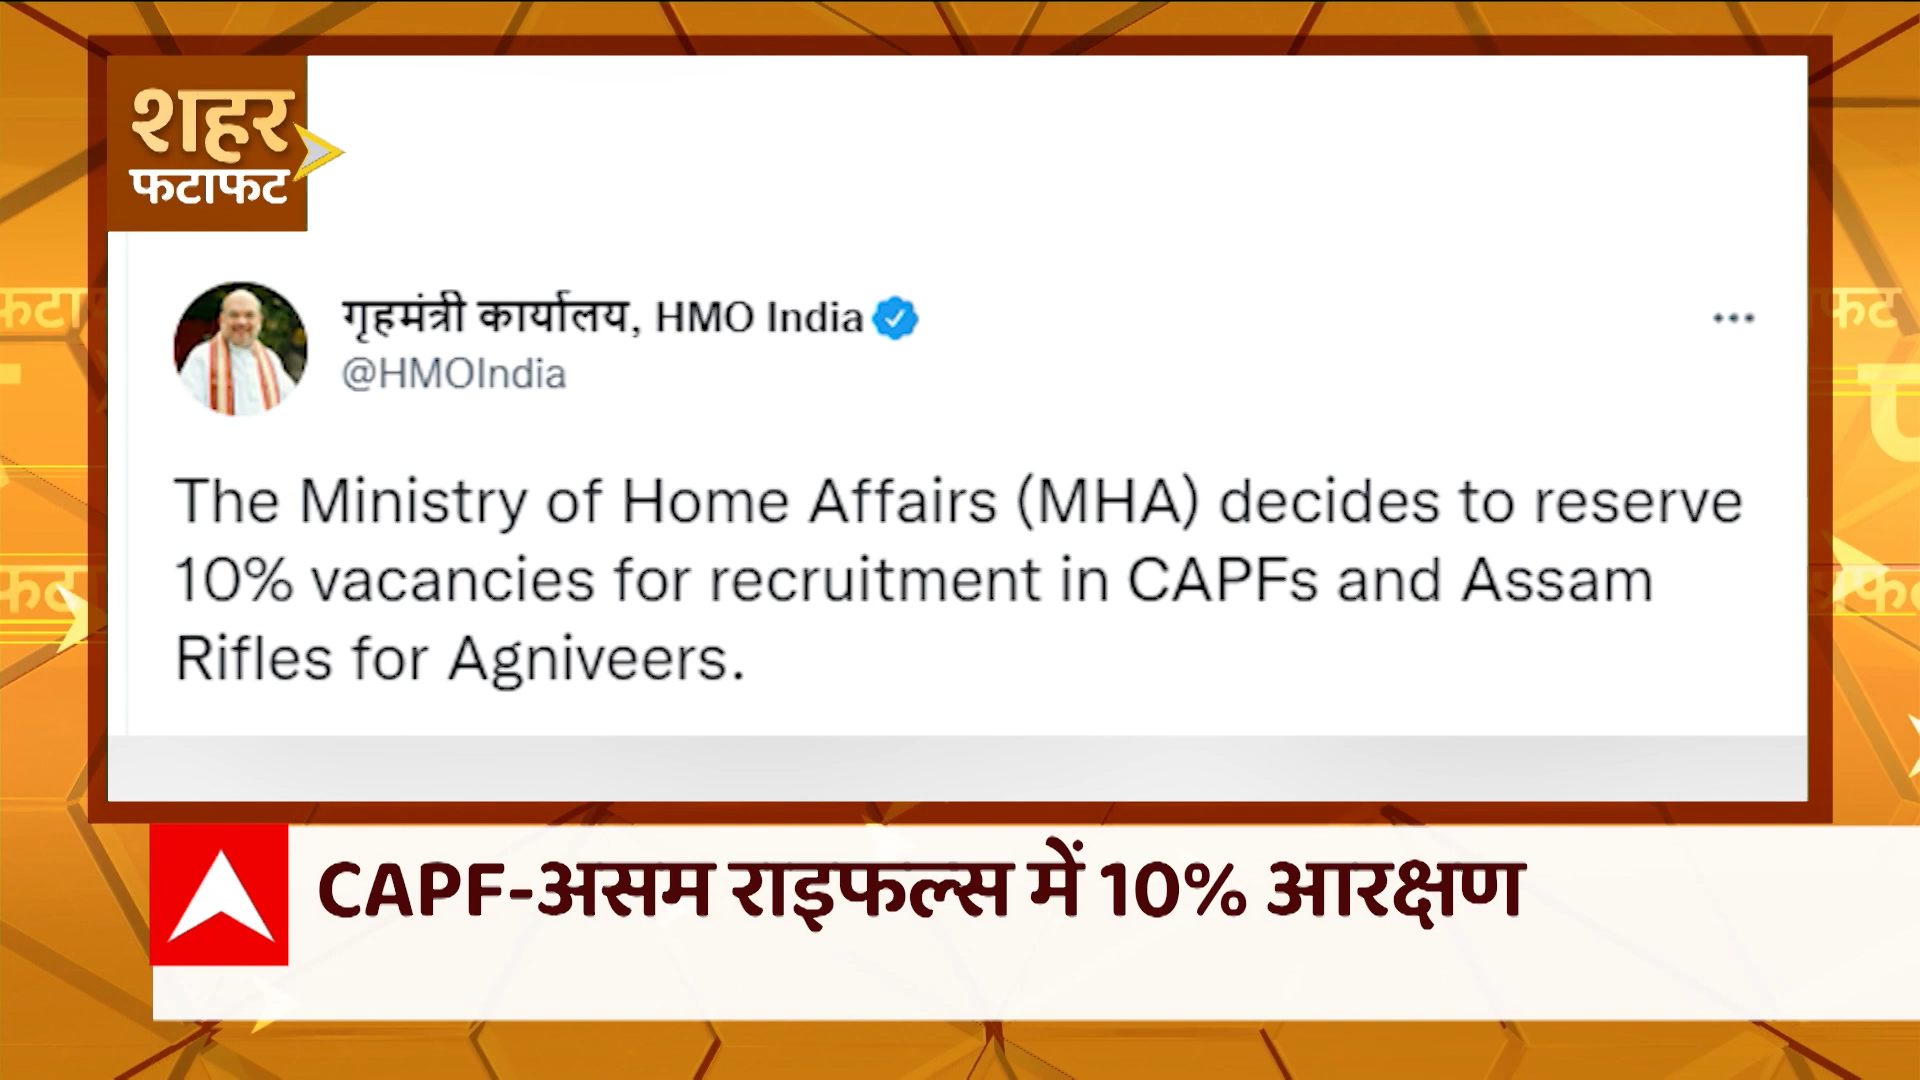 शहर
फटाफट
गृहमंत्री कार्यालय, HMO India
@HMOIndia
The Ministry of Home Affairs (MHA) decides to reserve
10% vacancies for recruitment in CAPFs and Assam
Rifles for Agniveers.
CAPF-असम राइफल्स में 10% आरक्षण